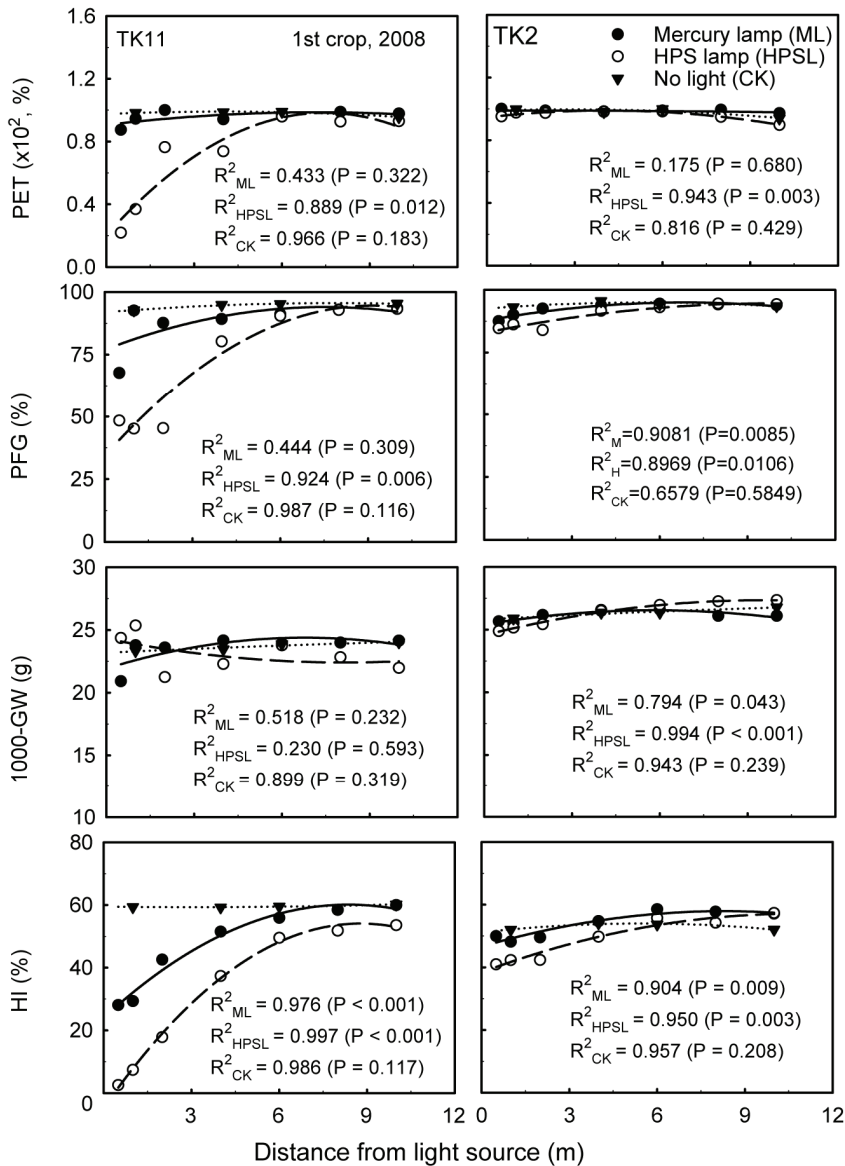 TK11 1st crop, 2008
TK2
Mercury lamp (ML)
HPS lamp (HPSL)
No light (CK)
PET (x10², %)
1.6
1.2
0.8
0.4
0.0
R²ML = 0.433 (P = 0.322)
R²HPSL = 0.889 (P = 0.012)
R²CK = 0.966 (P = 0.183)
R²ML = 0.175 (P = 0.680)
R²HPSL = 0.943 (P = 0.003)
R²CK = 0.816 (P = 0.429)
PFG (%)
100
75
50
25
0
R²ML = 0.444 (P = 0.309)
R²HPSL = 0.924 (P = 0.006)
R²CK = 0.987 (P = 0.116)
R²M=0.9081 (P=0.0085)
R²H=0.8969 (P=0.0106)
R²CK=0.6579 (P=0.5849)
1000-GW (g)
30
25
20
15
10
R²ML = 0.518 (P = 0.232)
R²HPSL = 0.230 (P = 0.593)
R²CK = 0.899 (P = 0.319)
R²ML = 0.794 (P = 0.043)
R²HPSL = 0.994 (P < 0.001)
R²CK = 0.943 (P = 0.239)
HI (%)
80
60
40
20
0
R²ML = 0.976 (P < 0.001)
R²HPSL = 0.997 (P < 0.001)
R²CK = 0.986 (P = 0.117)
R²ML = 0.904 (P = 0.009)
R²HPSL = 0.950 (P = 0.003)
R²CK = 0.957 (P = 0.208)
3 6 9 12
0 3 6 9 12
Distance from light source (m)